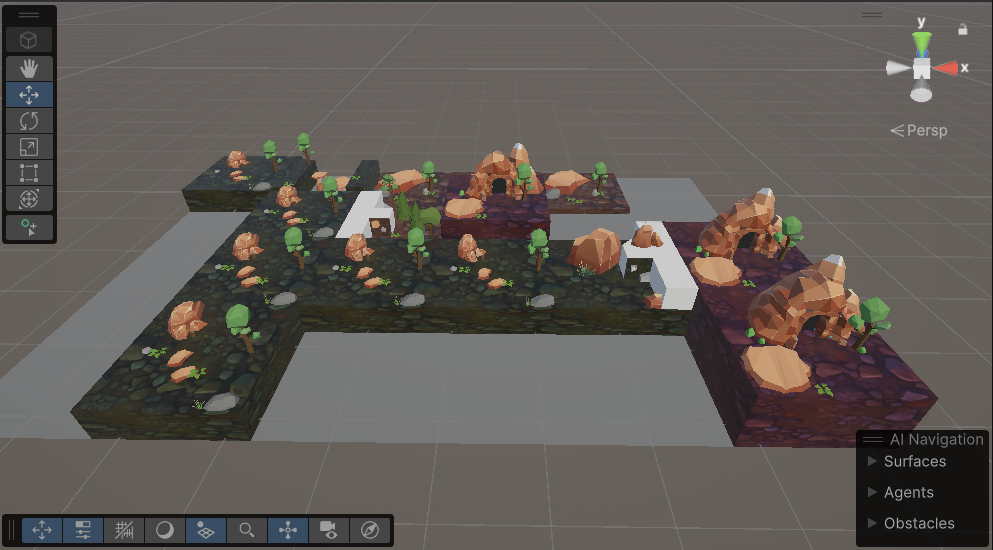 y
x
Persp
AI Navigation
Surfaces
Agents
Obstacles